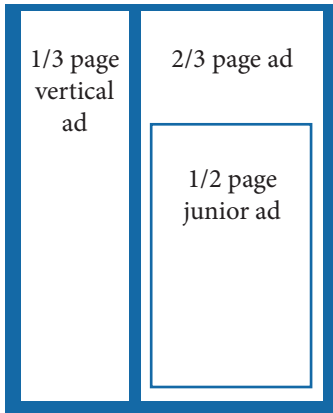 1/3 page
vertical
ad
2/3 page ad
1/2 page
junior ad